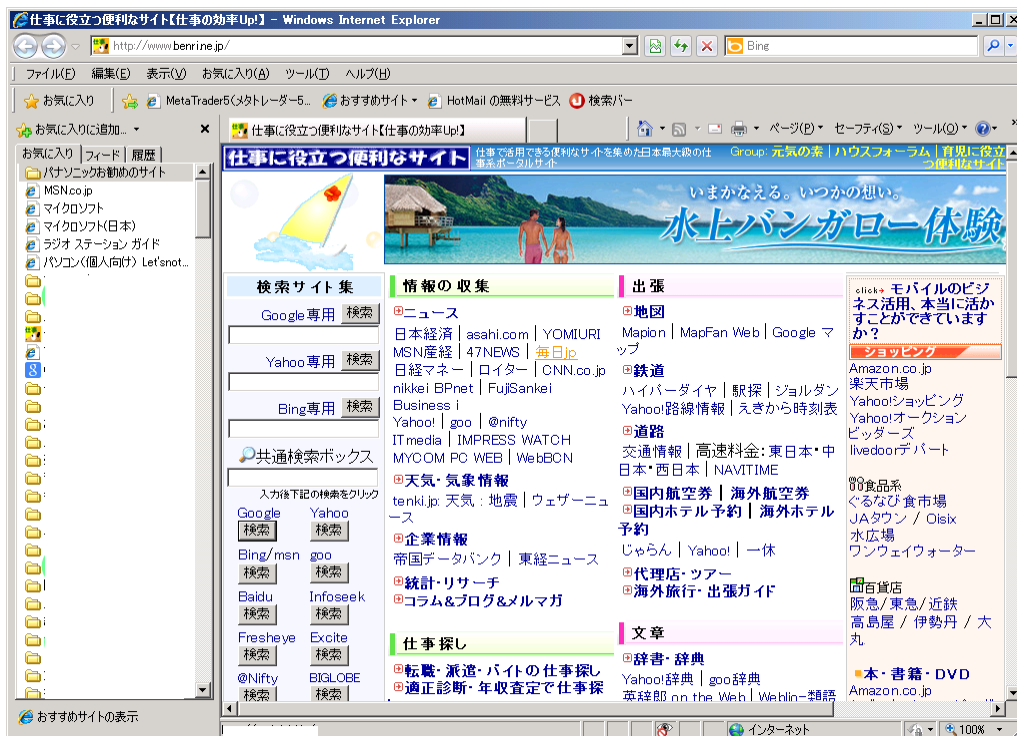 仕事に役立つ便利なサイト【仕事の効率Up!】 - Windows Internet Explorer
http://www.benri.ne.jp/
Bing
ファイル(F) 編集(E) 表示(V) お気に入り(A) ツール(T) ヘルプ(H)
お気に入り MetaTrader5(メタトレーダー5... おすすめサイト HotMail の無料サービス 検索バー
お気に入りに追加...
仕事に役立つ便利なサイト【仕事の効率Up!】
ページ(P) セーフティ(S) ツール(O)
お気に入り フィード 履歴
パナソニックお勧めのサイト
MSN.co.jp
マイクロソフト
マイクロソフト(日本)
ラジオ ステーション ガイド
パソコン(個人向け) Let'snot...
おすすめサイトの表示
仕事に役立つ便利なサイト
仕事で活用できる便利なサイトを集めた日本最大級の仕
事系ポータルサイト
Group: 元気の素 | ハウスフォーラム | 育児に役立
つ便利なサイト
いまかなえる。いつかの想い。
水上バンガロー体験
検索サイト集
Google専用 検索
Yahoo専用 検索
Bing専用 検索
共通検索ボックス
入力後下記の検索をクリック
Google Yahoo
検索 検索
Bing/msn goo
検索 検索
Baidu Infoseek
検索 検索
Fresheye Excite
検索 検索
@Nifty BIGLOBE
検索 検索
情報の収集
ニュース
日本経済 | asahi.com | YOMIURI
MSN産経 | 47NEWS | 毎日jp
日経マネー | ロイター | CNN.co.jp
nikkei BPnet | FujiSankei
Business i
Yahoo! | goo | @nifty
ITmedia | IMPRESS WATCH
MYCOM PC WEB | WebBCN
天気・気象情報
tenki.jp: 天気 : 地震 | ウェザーニュ
ース
企業情報
帝国データバンク | 東経ニュース
統計・リサーチ
コラム&ブログ&メルマガ
仕事探し
転職・派遣・バイトの仕事探し
適正診断・年収査定で仕事探
出張
地図
Mapion | MapFan Web | Google マ
ップ
鉄道
ハイパーダイヤ | 駅探 | ジョルダン
Yahoo!路線情報 | えきから時刻表
道路
交通情報 | 高速料金: 東日本・中
日本・西日本 | NAVITIME
国内航空券 | 海外航空券
国内ホテル予約 | 海外ホテル
予約
じゃらん | Yahoo! | 一休
代理店・ツアー
海外旅行・出張ガイド
文章
辞書・辞典
Yahoo!辞典 | goo辞典
英辞郎 on the Web | Weblio-類語
click→ モバイルのビジ
ネス活用、本当に活か
すことができています
か?
ショッピング
Amazon.co.jp
楽天市場
Yahoo!ショッピング
Yahoo!オークション
ビッダーズ
livedoorデパート
食品系
ぐるなび食市場
JAタウン / Oisix
水広場
ワンウェイウォーター
百貨店
阪急/東急/近鉄
高島屋 / 伊勢丹 / 大
丸
本・書籍・DVD
Amazon.co.jp
インターネット
100%